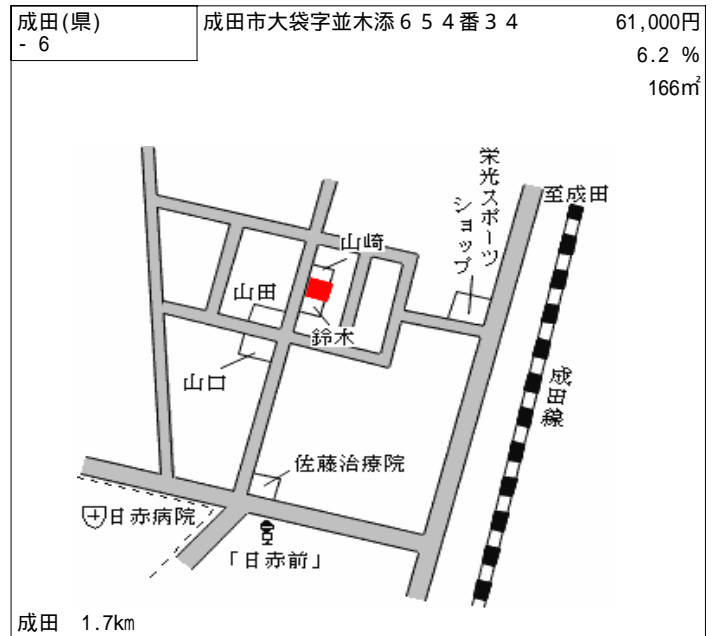 成田(県)
- 6
成田市大袋字並木添６５４番３４
61,000円
6.2 %
166㎡
栄光スポーツ
ショップ
至成田
山崎
山田
鈴木
山口
成田線
佐藤治療院
日赤病院
「日赤前」
成田 1.7km